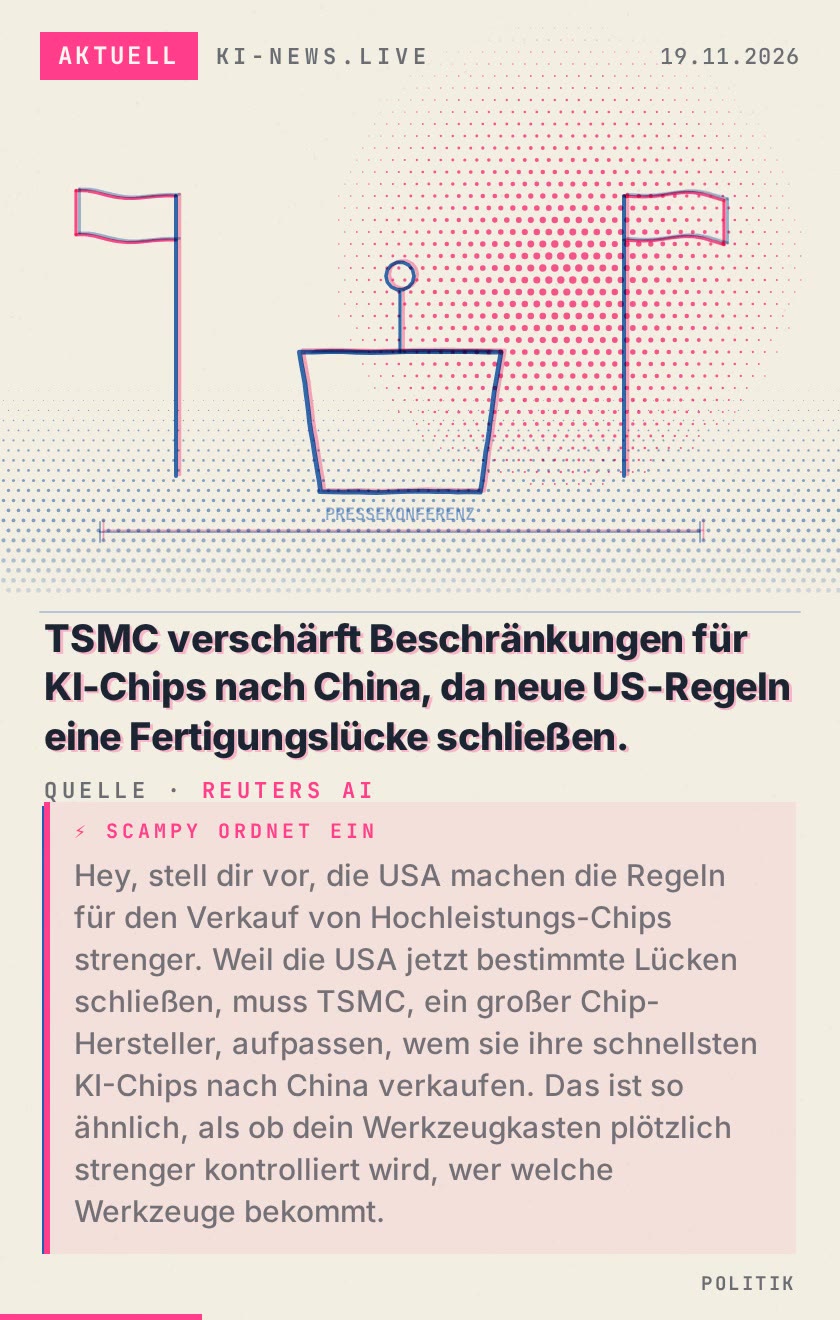 AKTUELL KI-NEWS.LIVE 19.11.2026
PRESSEKONFERENZ
TSMC verschärft Beschränkungen für
KI-Chips nach China, da neue US-Regeln
eine Fertigungslücke schließen.
QUELLE · REUTERS AI
⚡ SCAMPY ORDNET EIN
Hey, stell dir vor, die USA machen die Regeln
für den Verkauf von Hochleistungs-Chips
strenger. Weil die USA jetzt bestimmte Lücken
schließen, muss TSMC, ein großer Chip-
Hersteller, aufpassen, wem sie ihre schnellsten
KI-Chips nach China verkaufen. Das ist so
ähnlich, als ob dein Werkzeugkasten plötzlich
strenger kontrolliert wird, wer welche
Werkzeuge bekommt.
POLITIK